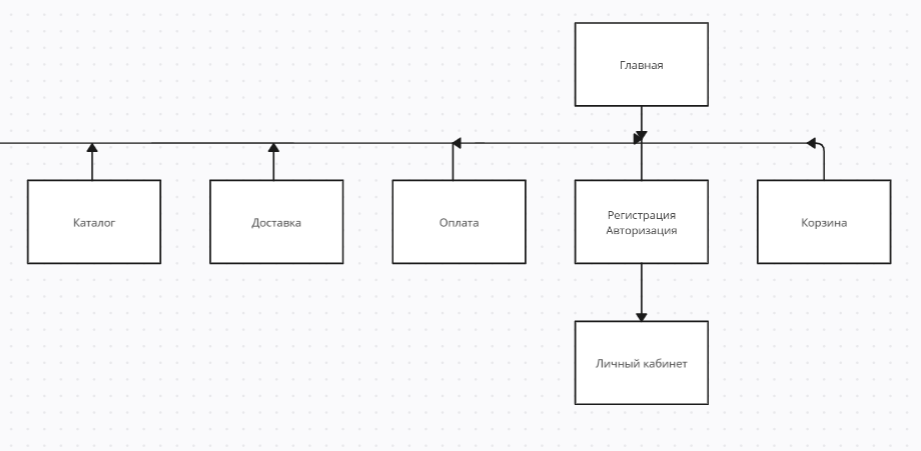 Главная
Каталог
Доставка
Оплата
Регистрация
Авторизация
Корзина
Личный кабинет